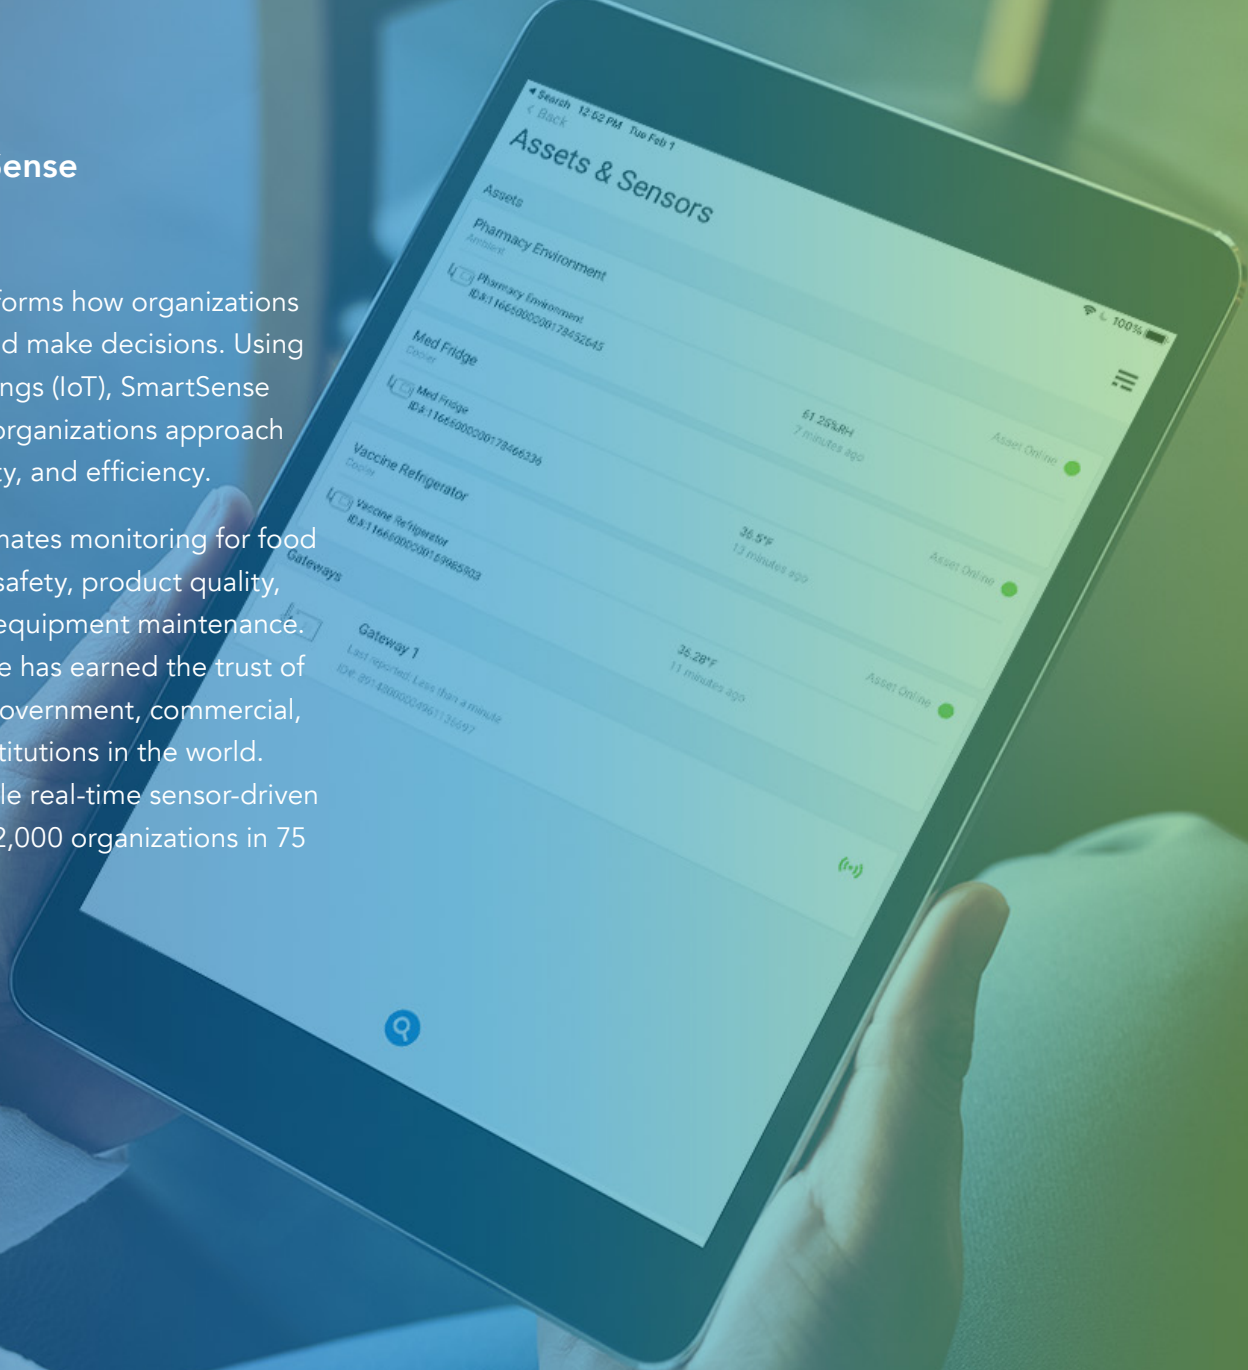 Sense
forms how organizations
d make decisions. Using
ngs (IoT), SmartSense
organizations approach
ty, and efficiency.
nates monitoring for food
safety, product quality,
equipment maintenance.
e has earned the trust of
overnment, commercial,
titutions in the world.
le real-time sensor-driven
2,000 organizations in 75
Search 12:52 PM Tue Feb 1
100%
Back
Assets & Sensors
Assets
Pharmacy Environment
Ambient
Pharmacy Environment
61.25%RH
7 minutes ago
Asset Online
Med Fridge
Cooler
Med Fridge
36.5°F
13 minutes ago
Asset Online
Vaccine Refrigerator
Cooler
Vaccine Refrigerator
36.28°F
11 minutes ago
Asset Online
Gateways
Gateway 1
Last reported: Less than a minute